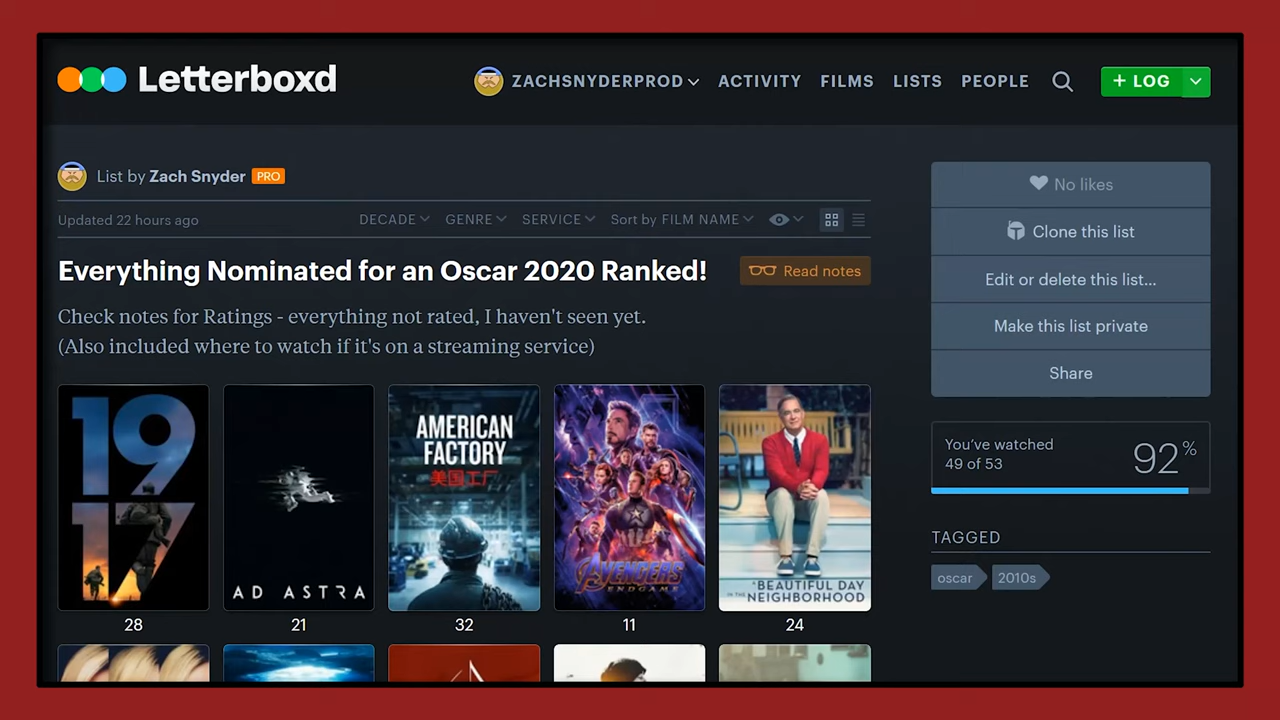 Letterboxd
ZACHSNYDERPROD ACTIVITY FILMS LISTS PEOPLE + LOG
List by Zach Snyder PRO
Updated 22 hours ago DECADE GENRE SERVICE Sort by FILM NAME
Everything Nominated for an Oscar 2020 Ranked! Read notes
Check notes for Ratings - everything not rated, I haven't seen yet.
(Also included where to watch if it's on a streaming service)
No likes
Clone this list
Edit or delete this list...
Make this list private
Share
You've watched
49 of 53
92%
TAGGED
oscar 2010s
19
17
AD ASTRA
AMERICAN
FACTORY
美国工厂
AVENGERS
ENDGAME
A BEAUTIFUL DAY
IN THE NEIGHBORHOOD
28 21 32 11 24